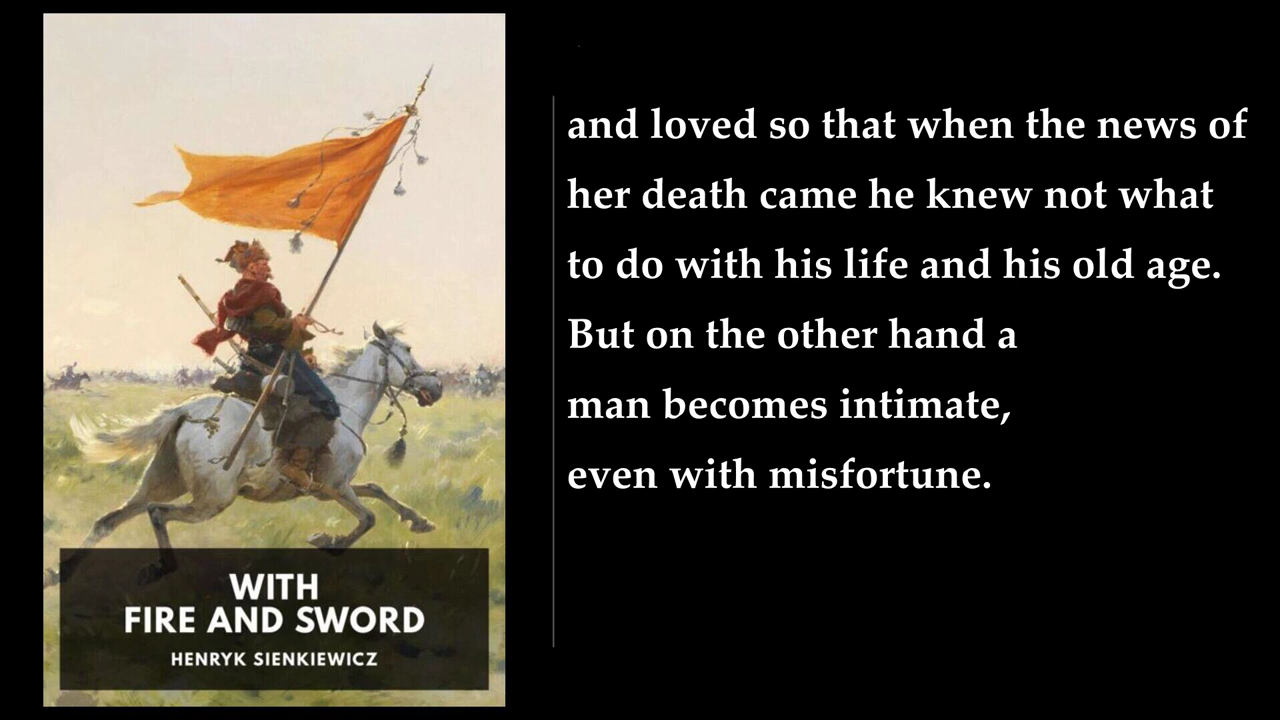 and loved so that when the news of
her death came he knew not what
to do with his life and his old age.
But on the other hand a
man becomes intimate,
even with misfortune.
WITH
FIRE AND SWORD
HENRYK SIENKIEWICZ